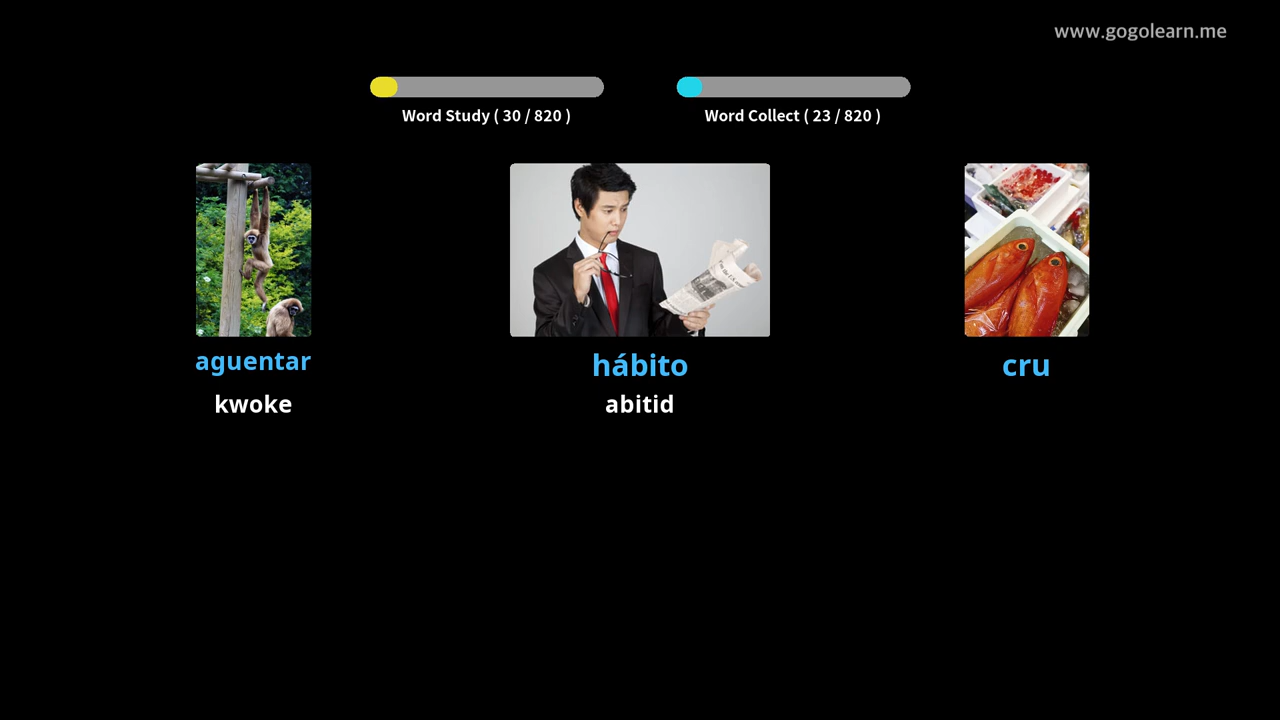 www.gogolearn.me
Word Study ( 30 / 820 )
Word Collect ( 23 / 820 )
aguentar
kwoke
hábito
abitid
cru